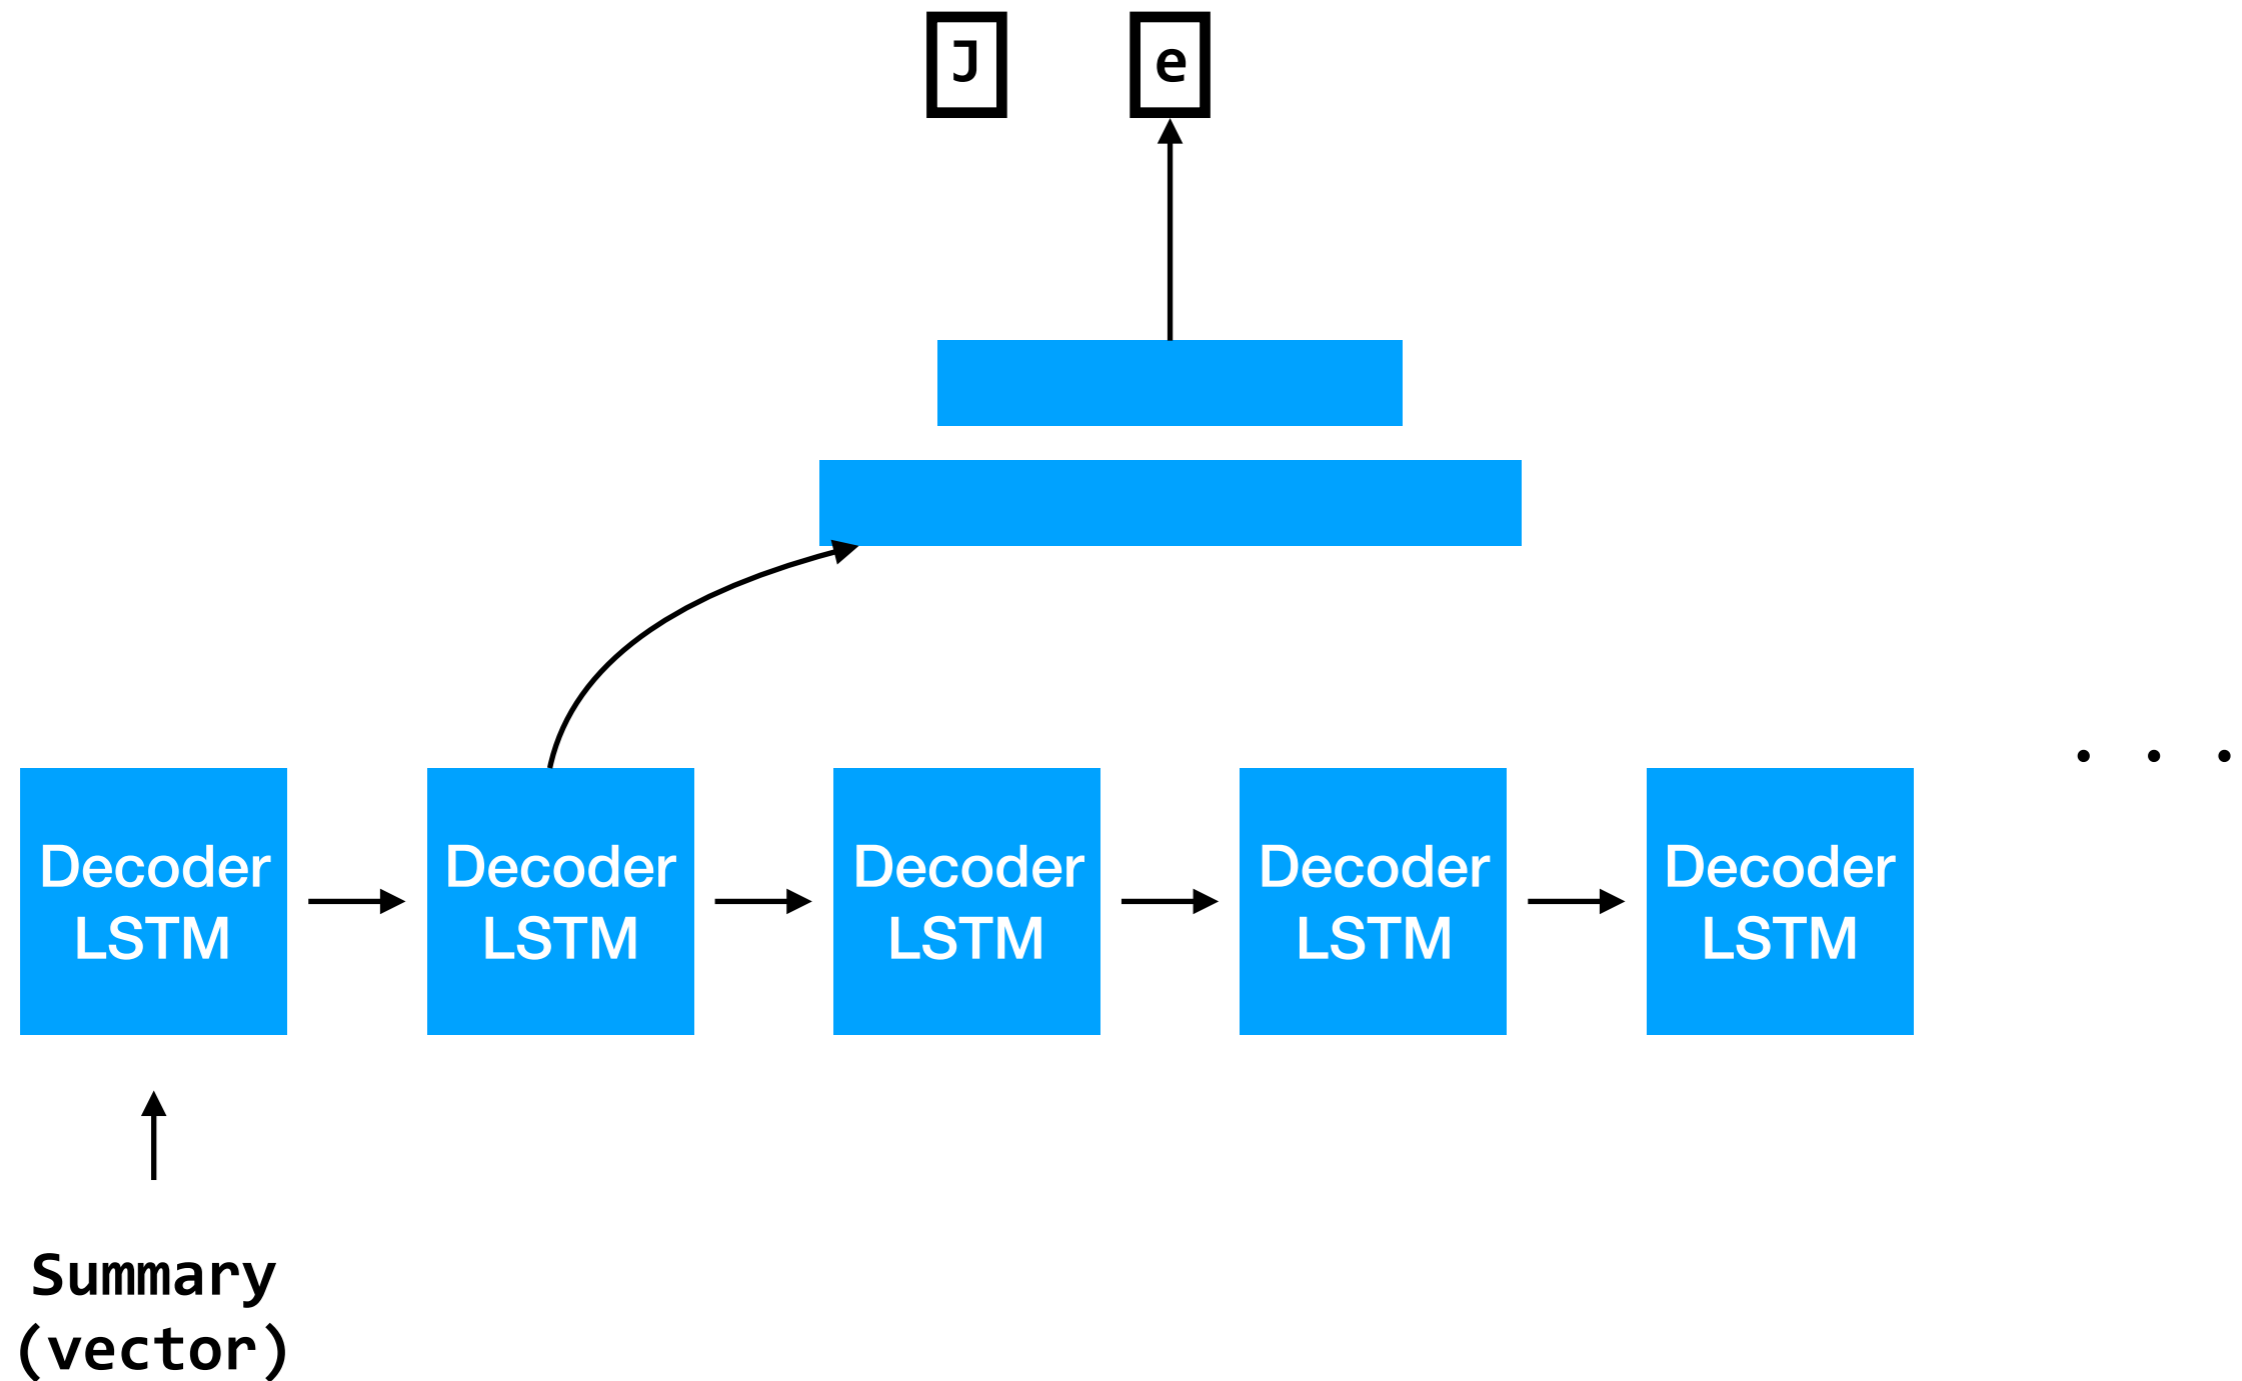 J e
Decoder LSTM
Decoder LSTM
Decoder LSTM
Decoder LSTM
Decoder LSTM
. . .
Summary
(vector)